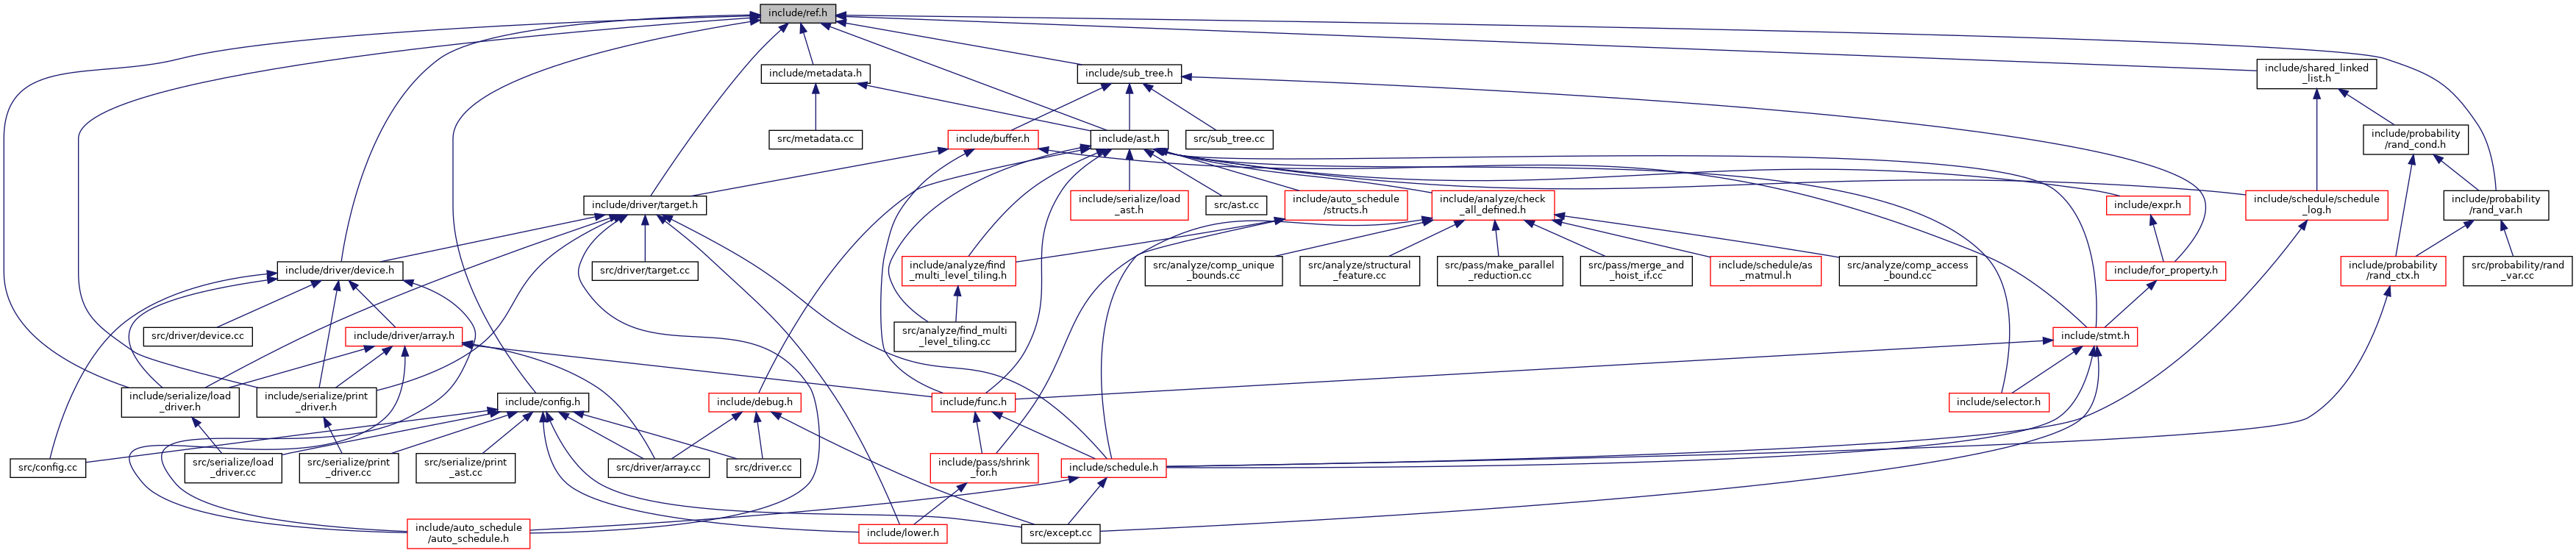 include/ref.h
include/metadata.h
include/sub_tree.h
include/shared_linked
_list.h
src/metadata.cc
include/buffer.h
include/ast.h
src/sub_tree.cc
include/probability
/rand_cond.h
include/driver/target.h
include/serialize/load
_ast.h
src/ast.cc
include/auto_schedule
/structs.h
include/analyze/check
_all_defined.h
include/expr.h
include/schedule/schedule
_log.h
include/probability
/rand_var.h
include/driver/device.h
src/driver/target.cc
include/analyze/find
_multi_level_tiling.h
src/analyze/comp_unique
_bounds.cc
src/analyze/structural
_feature.cc
src/pass/make_parallel
_reduction.cc
src/pass/merge_and
_hoist_if.cc
include/schedule/as
_matmul.h
src/analyze/comp_access
_bound.cc
include/for_property.h
include/probability
/rand_ctx.h
src/probability/rand
_var.cc
src/driver/device.cc
include/driver/array.h
src/analyze/find_multi
_level_tiling.cc
include/stmt.h
include/serialize/load
_driver.h
include/serialize/print
_driver.h
include/config.h
include/debug.h
include/func.h
include/selector.h
src/config.cc
src/serialize/load
_driver.cc
src/serialize/print
_driver.cc
src/serialize/print
_ast.cc
src/driver/array.cc
src/driver.cc
include/pass/shrink
_for.h
include/schedule.h
include/auto_schedule
/auto_schedule.h
include/lower.h
src/except.cc